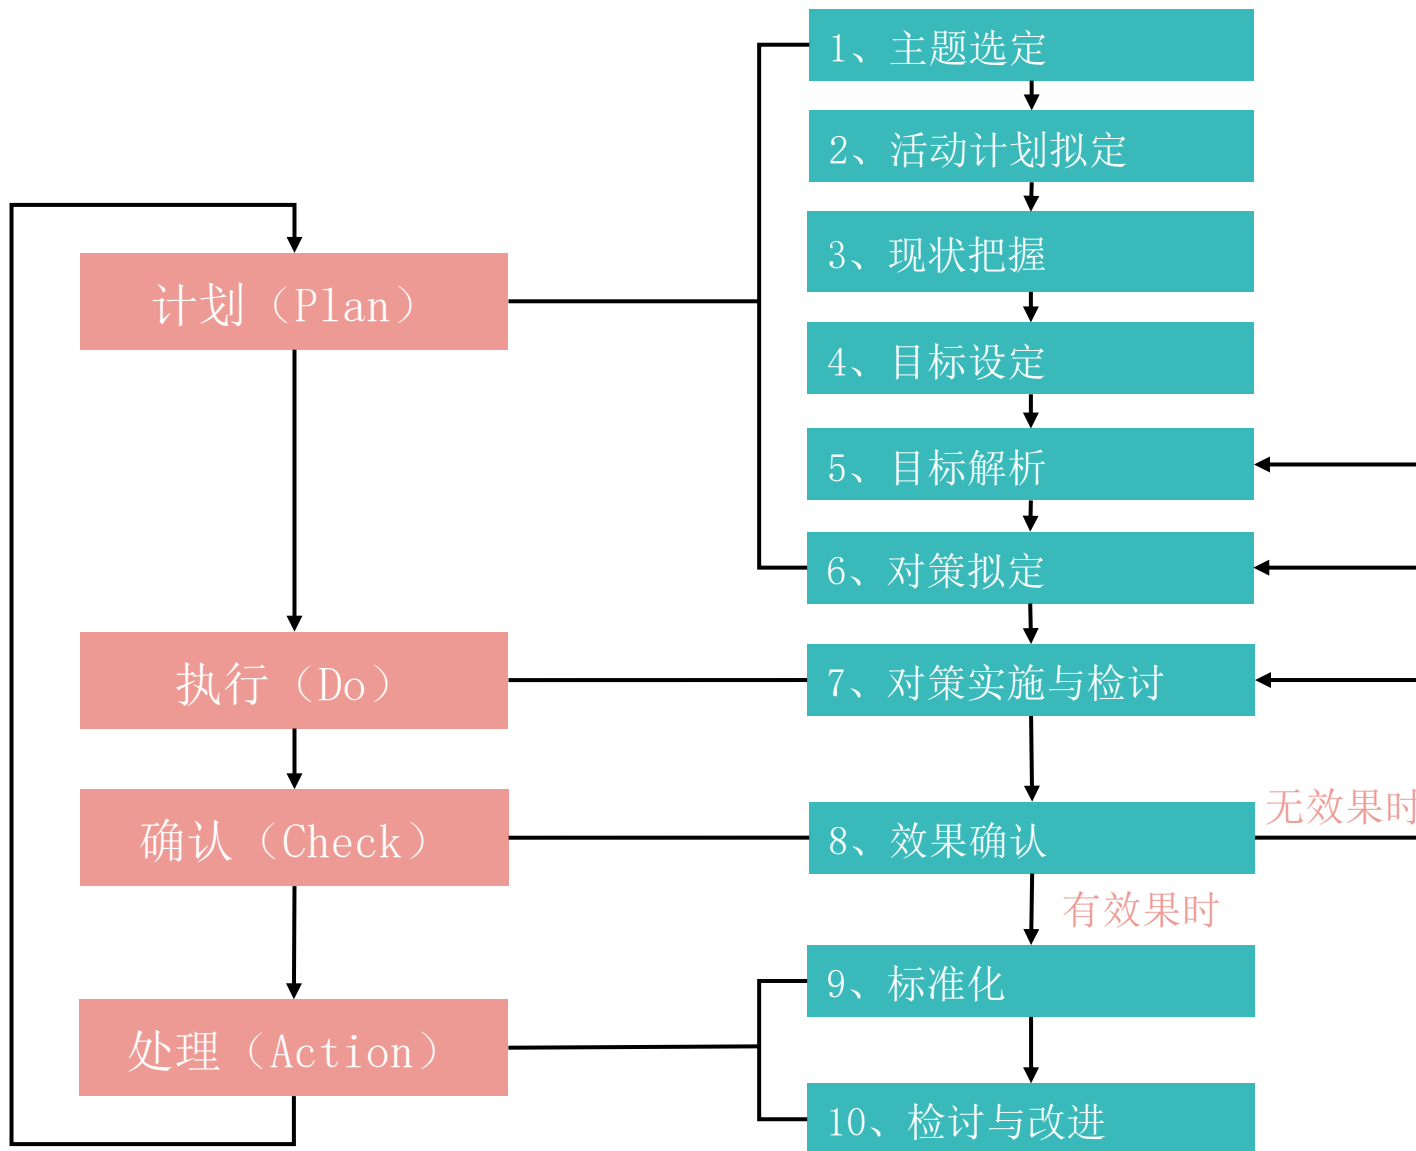 1、主题选定
2、活动计划拟定
3、现状把握
计划（Plan）
4、目标设定
5、目标解析
6、对策拟定
执行（Do）
7、对策实施与检讨
无效果时
确认（Check）
8、效果确认
有效果时
9、标准化
处理（Action）
10、检讨与改进